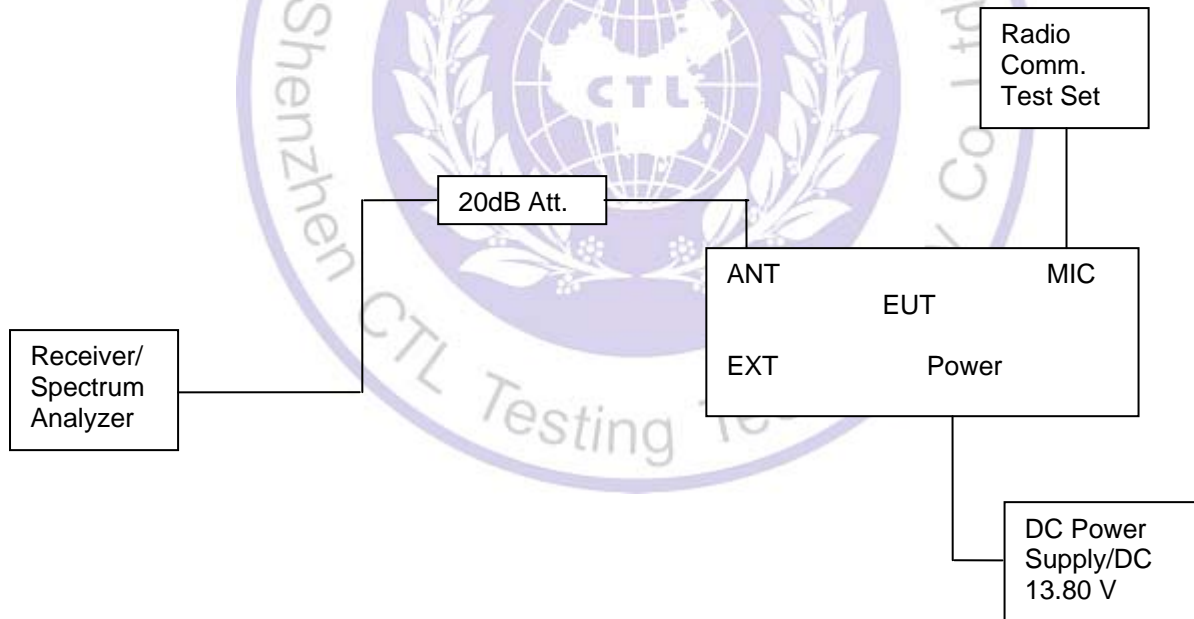 Radio
Comm.
Test Set
Shenzhen CTL Testing
CTL
Co
20dB Att.
ANT
MIC
EUT
EXT
Power
Receiver/
Spectrum
Analyzer
DC Power
Supply/DC
13.80 V